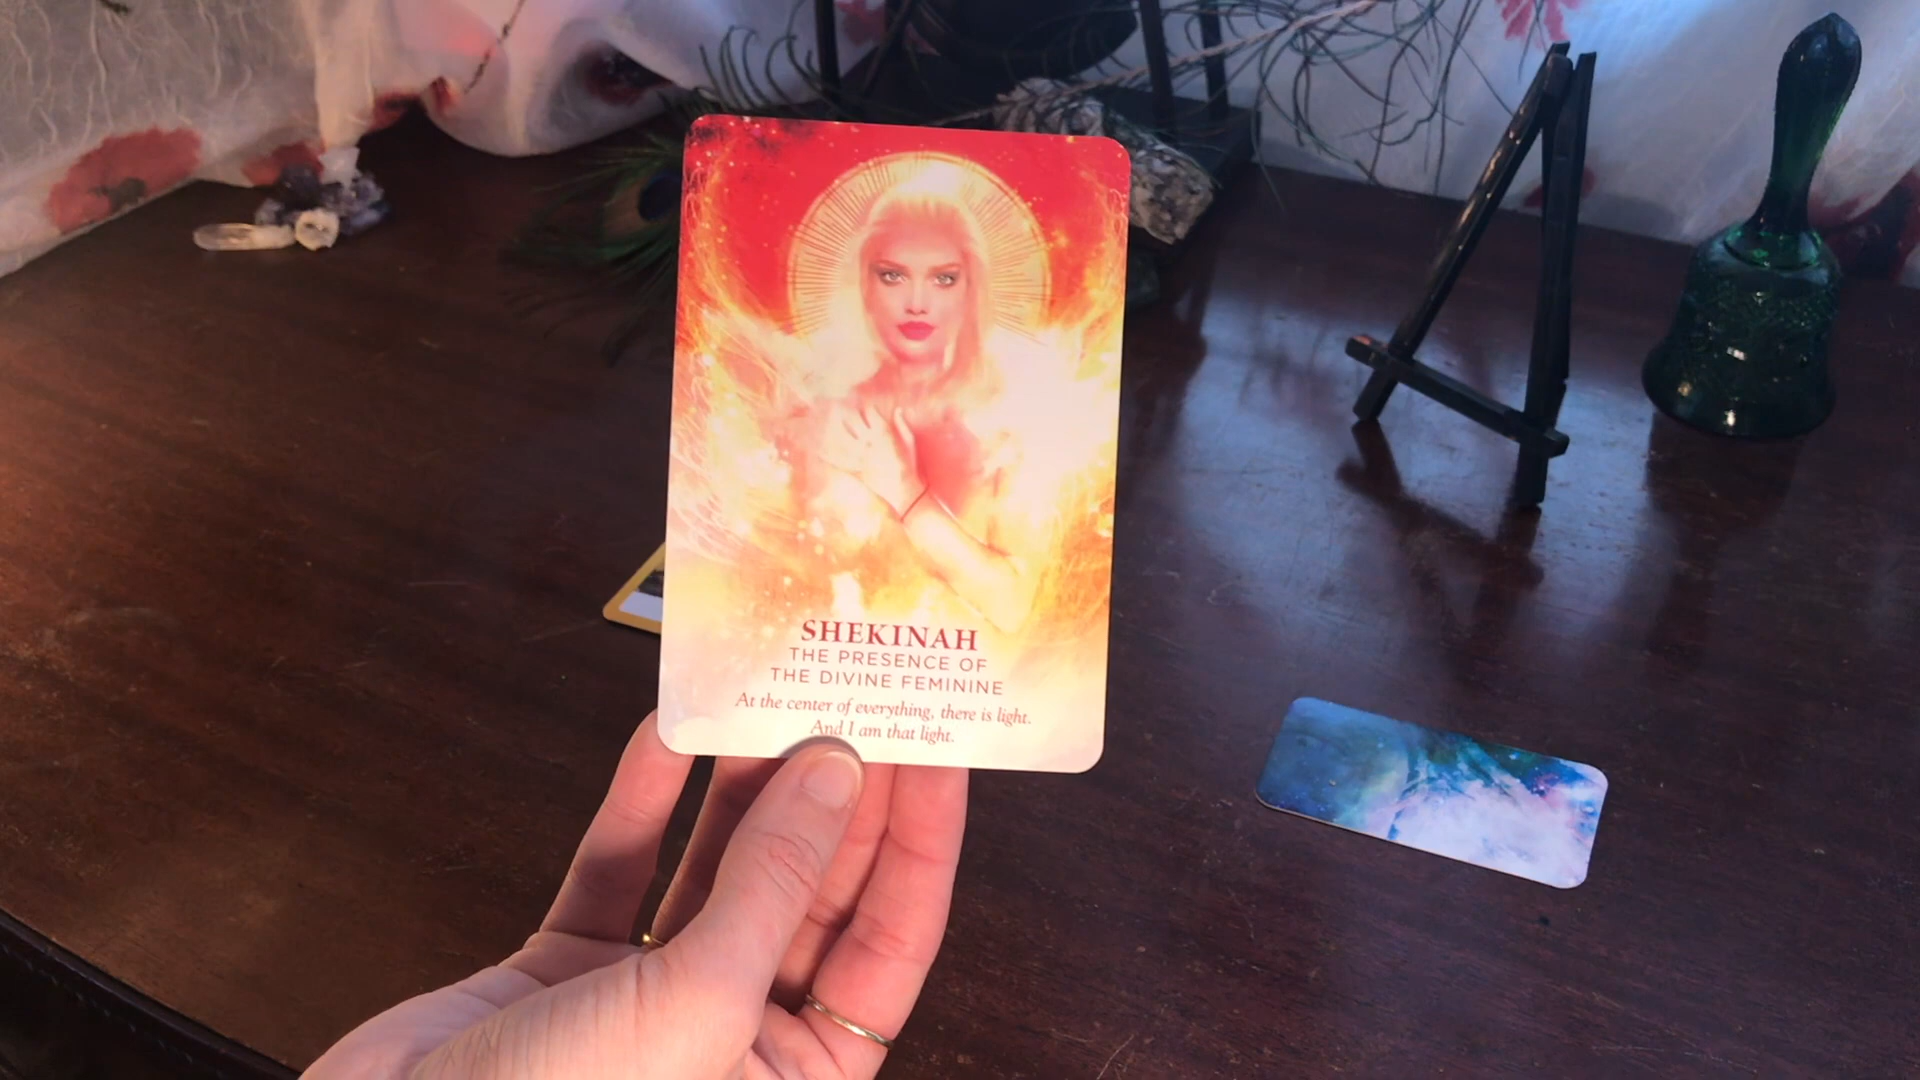 SHEKINAH
THE PRESENCE OF
THE DIVINE FEMININE
At the center of everything, there is light.
And I am that light.